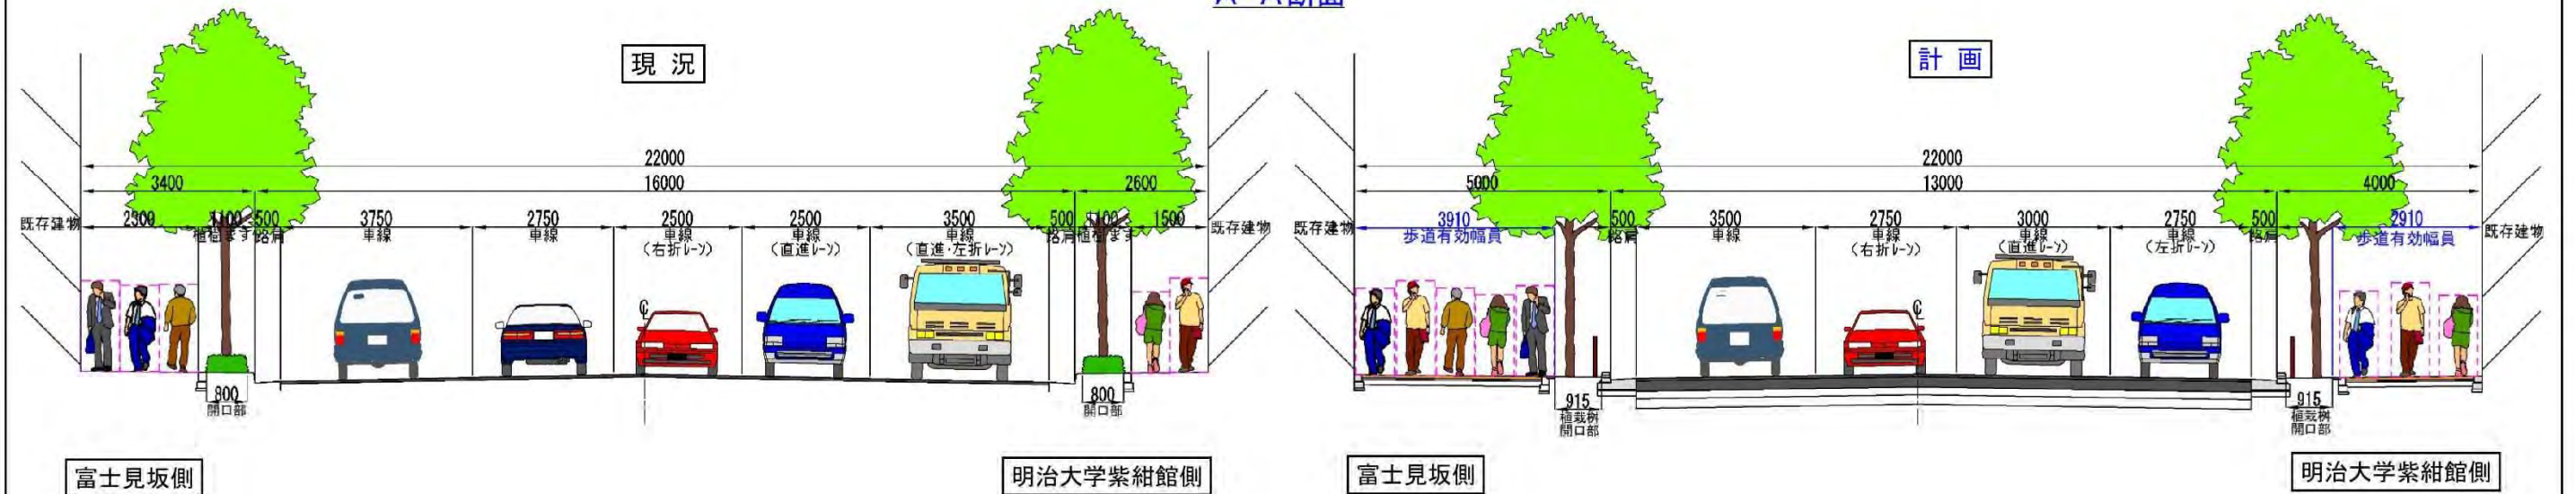 現 況
22000
3400 16000 2600
2300 1100 500 3750 2750 2500 2500 3500 500 1100 1500
既存建物 植樹ます 路肩 車線 車線 車線 車線 車線 路肩 植樹ます 既存建物
（右折レーン） （直進レーン） （直進・左折レーン）
800 800
開口部 開口部
富士見坂側 明治大学紫紺館側
計 画
22000
5000 13000 4000
3910 500 3500 2750 3000 2750 500 2910
既存建物 歩道有効幅員 路肩 車線 車線 車線 車線 路肩 歩道有効幅員 既存建物
（右折レーン） （直進レーン） （左折レーン）
915 915
植栽桝 植栽桝
開口部 開口部
富士見坂側 明治大学紫紺館側